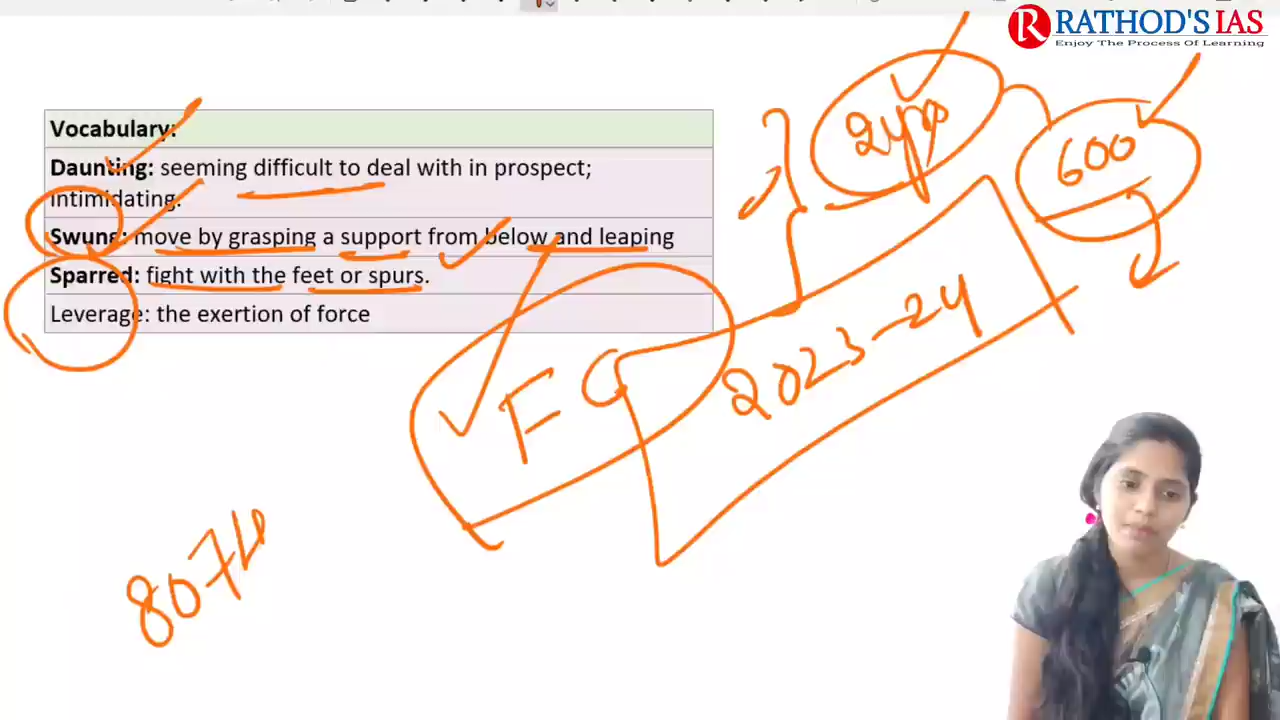 RATHOD'S IAS
Enjoy The Process Of Learning
Vocabulary:
Daunting: seeming difficult to deal with in prospect;
intimidating.
Swung: move by grasping a support from below and leaping
Sparred: fight with the feet or spurs.
Leverage: the exertion of force
600
2023-24